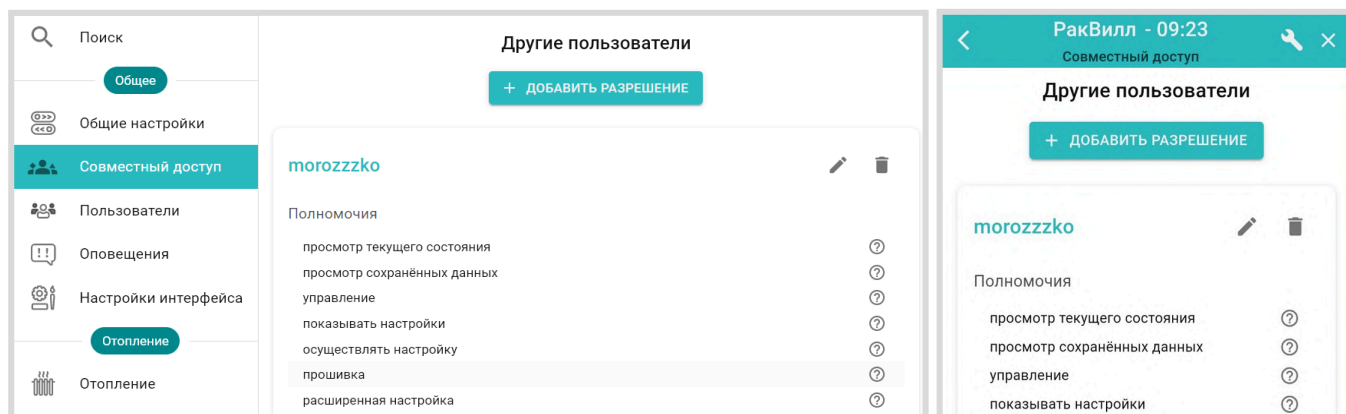 Поиск
Общее
Общие настройки
Совместный доступ
Пользователи
Оповещения
Настройки интерфейса
Отопление
Отопление
Другие пользователи
+ ДОБАВИТЬ РАЗРЕШЕНИЕ
morozzzko
Полномочия
просмотр текущего состояния
просмотр сохранённых данных
управление
показывать настройки
осуществлять настройку
прошивка
расширенная настройка
РакВилл - 09:23
Совместный доступ
Другие пользователи
+ ДОБАВИТЬ РАЗРЕШЕНИЕ
morozzzko
Полномочия
просмотр текущего состояния
просмотр сохранённых данных
управление
показывать настройки